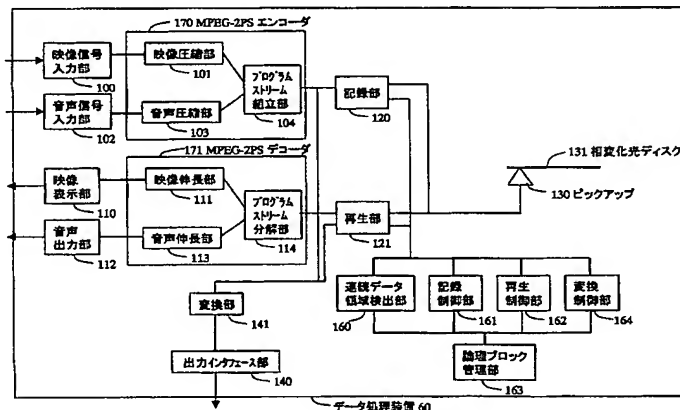 170 MPEG-2PS エンコーダ
映像信号
入力部
100
映像圧縮部
101
プログラム
ストリーム
組立部
104
音声信号
入力部
102
音声圧縮部
103
記録部
120
171 MPEG-2PS デコーダ
映像
表示部
110
映像伸長部
111
プログラム
ストリーム
分解部
114
音声
出力部
112
音声伸長部
113
再生部
121
131 相変化光ディスク
130 ピックアップ
変換部
141
出力インタフェース部
140
連続データ
領域検出部
160
記録
制御部
161
再生
制御部
162
変換
制御部
164
論理ブロック
管理部
163
データ処理装置 60